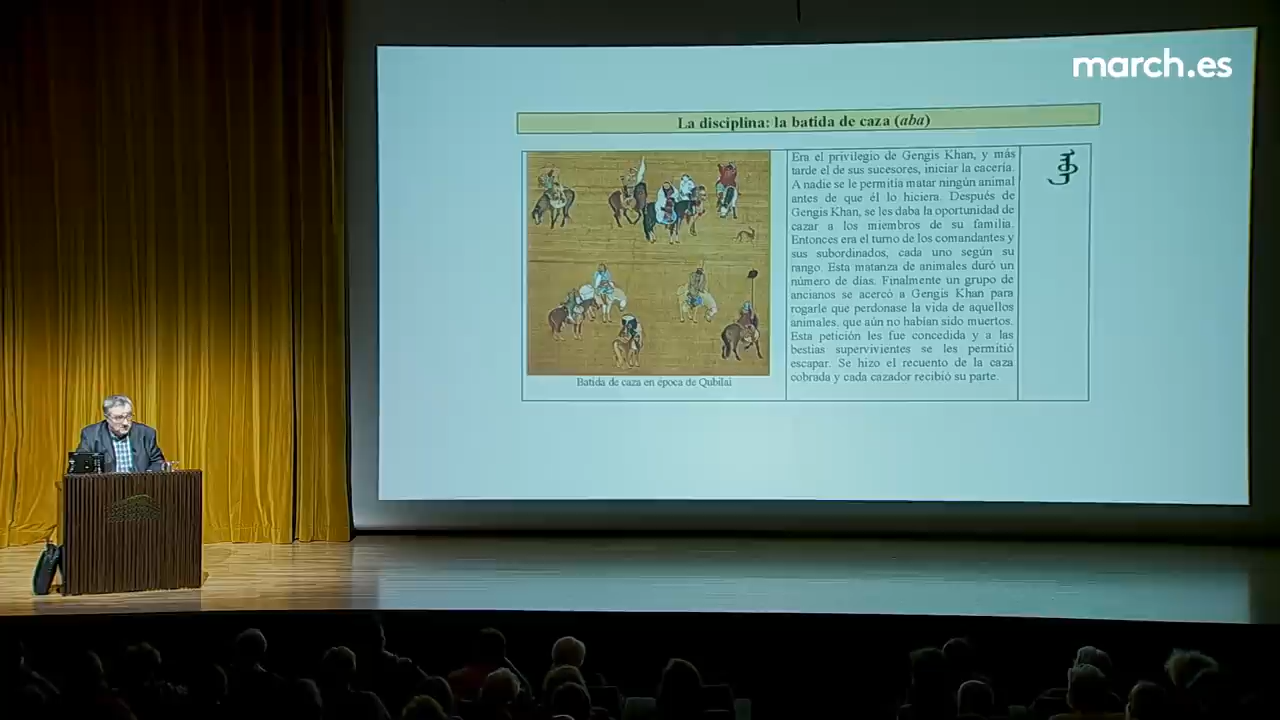 march.es
La disciplina: la batida de caza (aba)
Era el privilegio de Gengis Khan, y más
tarde el de sus sucesores, iniciar la cacería.
A nadie se le permitía matar ningún animal
antes de que él lo hiciera. Después de
Gengis Khan, se les daba la oportunidad de
cazar a los miembros de su familia.
Entonces era el turno de los comandantes y
sus subordinados, cada uno según su
rango. Esta matanza de animales duró un
número de días. Finalmente un grupo de
ancianos se acercó a Gengis Khan para
rogarle que perdonase la vida de aquellos
animales, que aún no habían sido muertos.
Esta petición les fue concedida y a las
bestias supervivientes se les permitió
escapar. Se hizo el recuento de la caza
cobrada y cada cazador recibió su parte.
Batida de caza en época de Qubilai